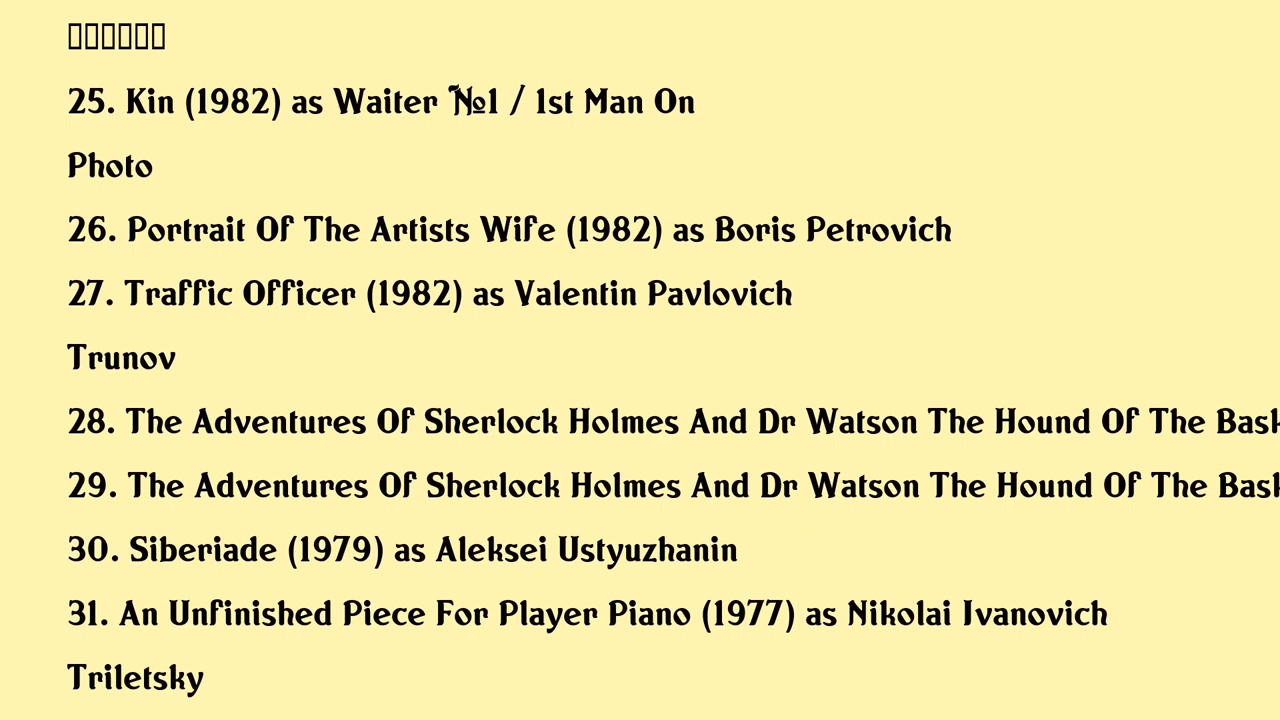 25. Kin (1982) as Waiter №1 / 1st Man On
Photo
26. Portrait Of The Artists Wife (1982) as Boris Petrovich
27. Traffic Officer (1982) as Valentin Pavlovich
Trunov
28. The Adventures Of Sherlock Holmes And Dr Watson The Hound Of The
29. The Adventures Of Sherlock Holmes And Dr Watson The Hound Of The
30. Siberiade (1979) as Aleksei Ustyuzhanin
31. An Unfinished Piece For Player Piano (1977) as Nikolai Ivanovich
Triletsky